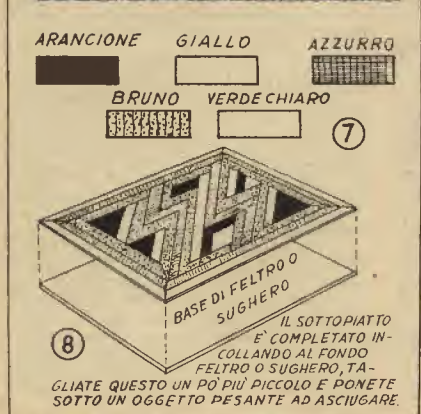 ARANCIONE GIALLO AZZURRO
BRUNO VERDE CHIARO
7
BASE DI FELTRO O
SUGHERO
8
IL SOTTOPIATTO
E' COMPLETATO IN-
COLLANDO AL FONDO
FELTRO O SUGHERO, TA-
GLIATE QUESTO UN PO' PIÙ PICCOLO E PONETE
SOTTO UN OGGETTO PESANTE AD ASCIUGARE.